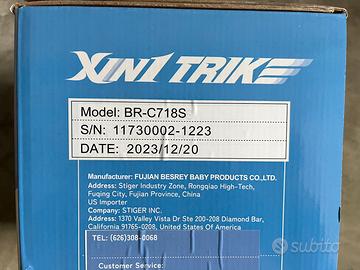 XIN1 TRIKE
Model: BR-C718S
S/N: 11730002-1223
DATE: 2023/12/20
Manufacturer: FUJIAN BESREY BABY PRODUCTS CO.,LTD.
Address: Stiger Industry Zone, Rongqiao High-Tech,
Fuqing City, Fujian Province, China
US Importer
Company: STIGER INC.
Address: 1370 Valley Vista Dr Ste 200-208 Diamond Bar,
California 91765-0208, United States of America
TEL: (626)308-0068
Customer Service:
subito